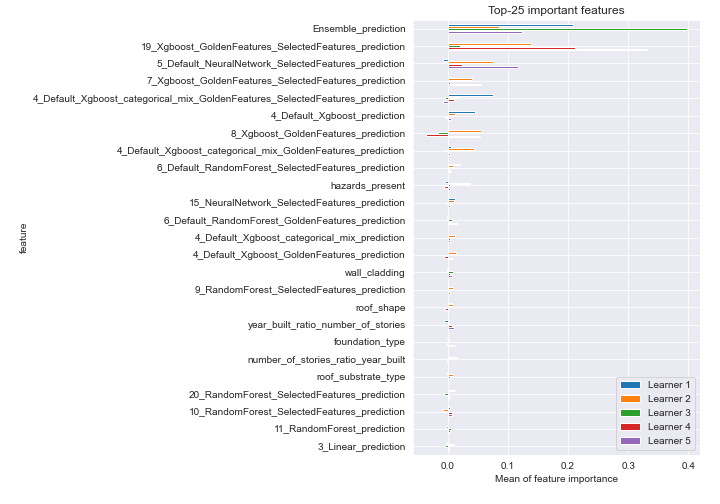 Top-25 important features
Ensemble_prediction
19_Xgboost_GoldenFeatures_SelectedFeatures_prediction
5_Default_NeuralNetwork_SelectedFeatures_prediction
7_Xgboost_GoldenFeatures_SelectedFeatures_prediction
4_Default_Xgboost_categorical_mix_GoldenFeatures_SelectedFeatures_prediction
4_Default_Xgboost_prediction
8_Xgboost_GoldenFeatures_prediction
4_Default_Xgboost_categorical_mix_GoldenFeatures_prediction
6_Default_RandomForest_SelectedFeatures_prediction
hazards_present
15_NeuralNetwork_SelectedFeatures_prediction
6_Default_RandomForest_GoldenFeatures_prediction
4_Default_Xgboost_categorical_mix_prediction
4_Default_Xgboost_GoldenFeatures_prediction
wall_cladding
9_RandomForest_SelectedFeatures_prediction
roof_shape
year_built_ratio_number_of_stories
foundation_type
number_of_stories_ratio_year_built
roof_substrate_type
20_RandomForest_SelectedFeatures_prediction
10_RandomForest_SelectedFeatures_prediction
11_RandomForest_prediction
3_Linear_prediction
feature
Learner 1
Learner 2
Learner 3
Learner 4
Learner 5
0.0 0.1 0.2 0.3 0.4
Mean of feature importance